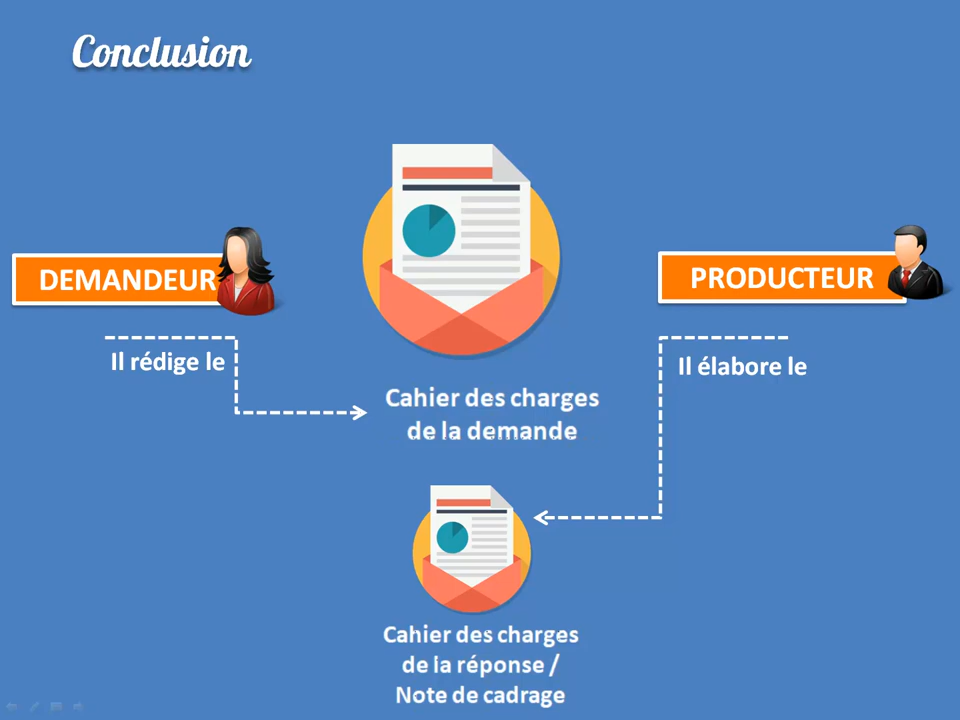 Conclusion
DEMANDEUR
PRODUCTEUR
Il rédige le
Il élabore le
Cahier des charges
de la demande
Cahier des charges
de la réponse /
Note de cadrage